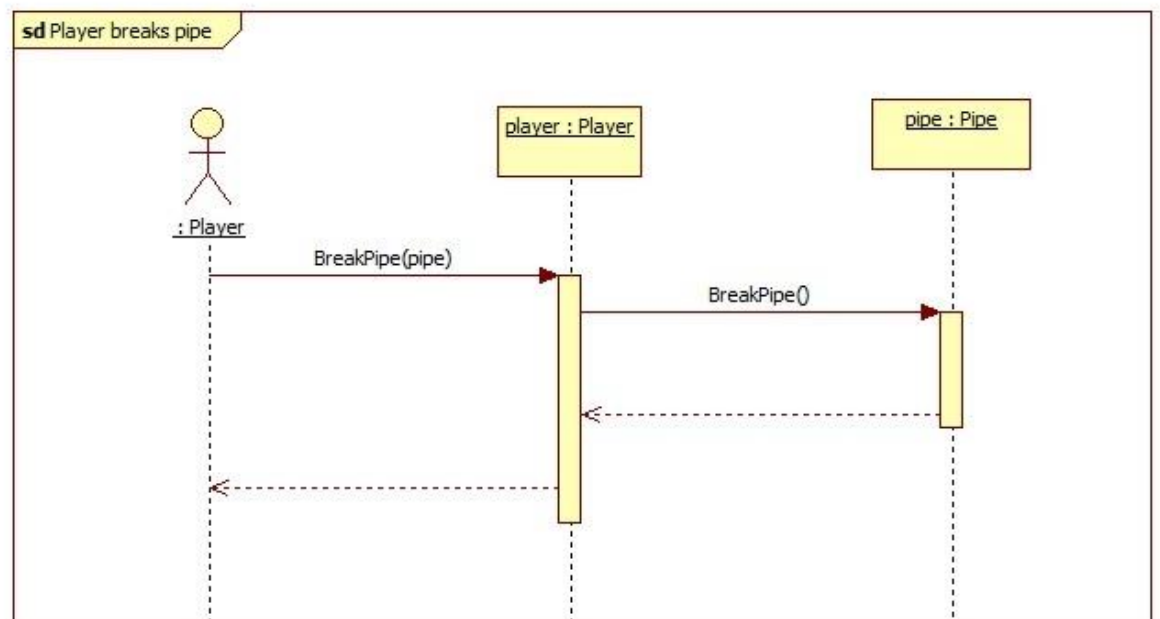 sd Player breaks pipe
player : Player
pipe : Pipe
: Player
BreakPipe(pipe)
BreakPipe()